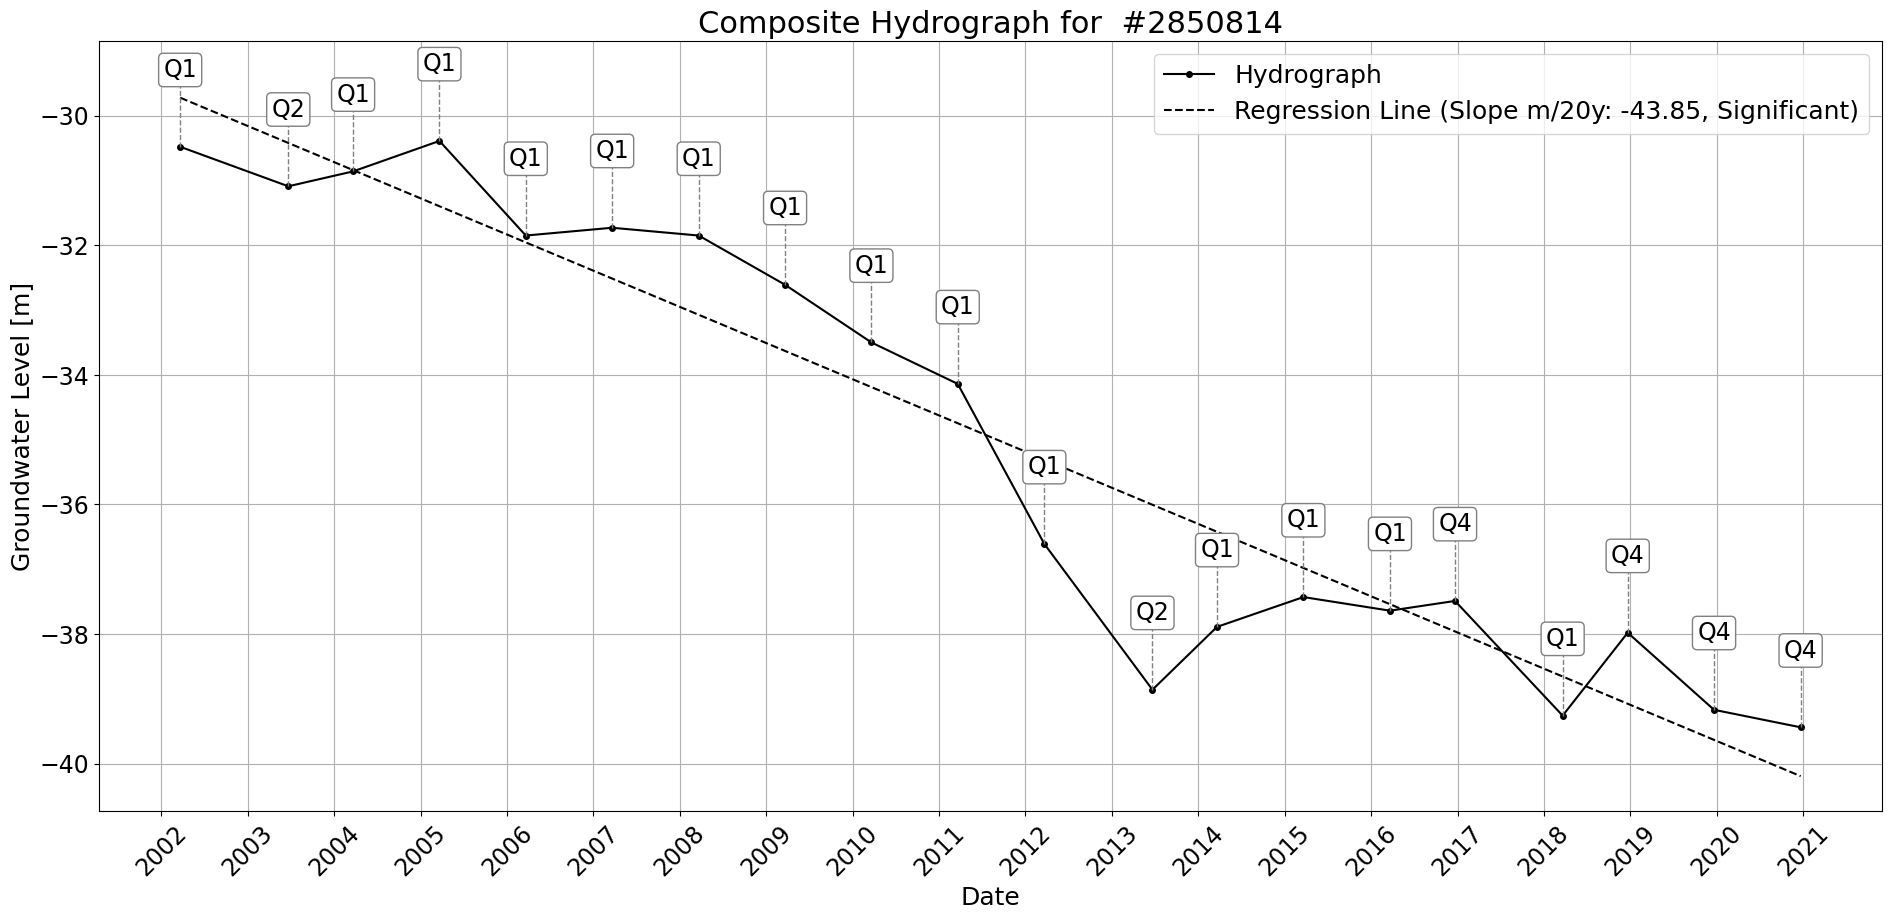 Composite Hydrograph for  #2850814
Hydrograph
Regression Line (Slope m/20y: -43.85, Significant)
Groundwater Level [m]
−30
−32
−34
−36
−38
−40
Q1
Q2
Q1
Q1
Q1
Q1
Q1
Q1
Q1
Q1
Q1
Q2
Q1
Q1
Q1
Q4
Q1
Q4
Q4
Q4
2002
2003
2004
2005
2006
2007
2008
2009
2010
2011
2012
2013
2014
2015
2016
2017
2018
2019
2020
2021
Date